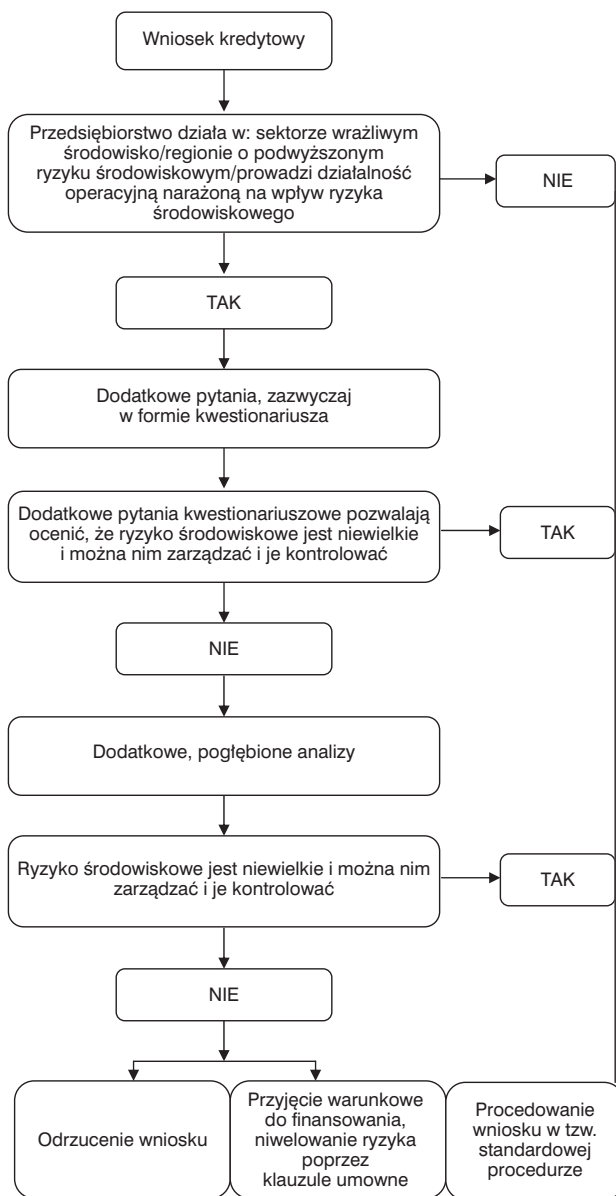 Wniosek kredytowy
Przedsiębiorstwo działa w: sektorze wrażliwym
środowisko/regionie o podwyższonym
ryzyku środowiskowym/prowadzi działalność
operacyjną narażoną na wpływ ryzyka
środowiskowego
NIE
TAK
Dodatkowe pytania, zazwyczaj
w formie kwestionariusza
Dodatkowe pytania kwestionariuszowe pozwalają
ocenić, że ryzyko środowiskowe jest niewielkie
i można nim zarządzać i je kontrolować
TAK
NIE
Dodatkowe, pogłębione analizy
Ryzyko środowiskowe jest niewielkie i można nim
zarządzać i je kontrolować
TAK
NIE
Odrzucenie wniosku
Przyjęcie warunkowe
do finansowania,
niwelowanie ryzyka
poprzez
klauzule umowne
Procedowanie
wniosku w tzw.
standardowej
procedurze